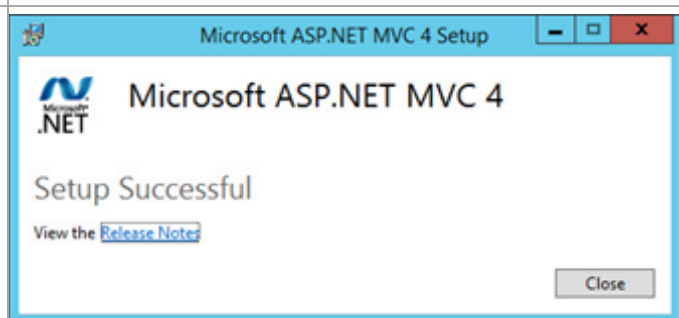 Microsoft ASP.NET MVC 4 Setup
Microsoft
.NET
Microsoft ASP.NET MVC 4
Setup Successful
View the Release Notes
Close